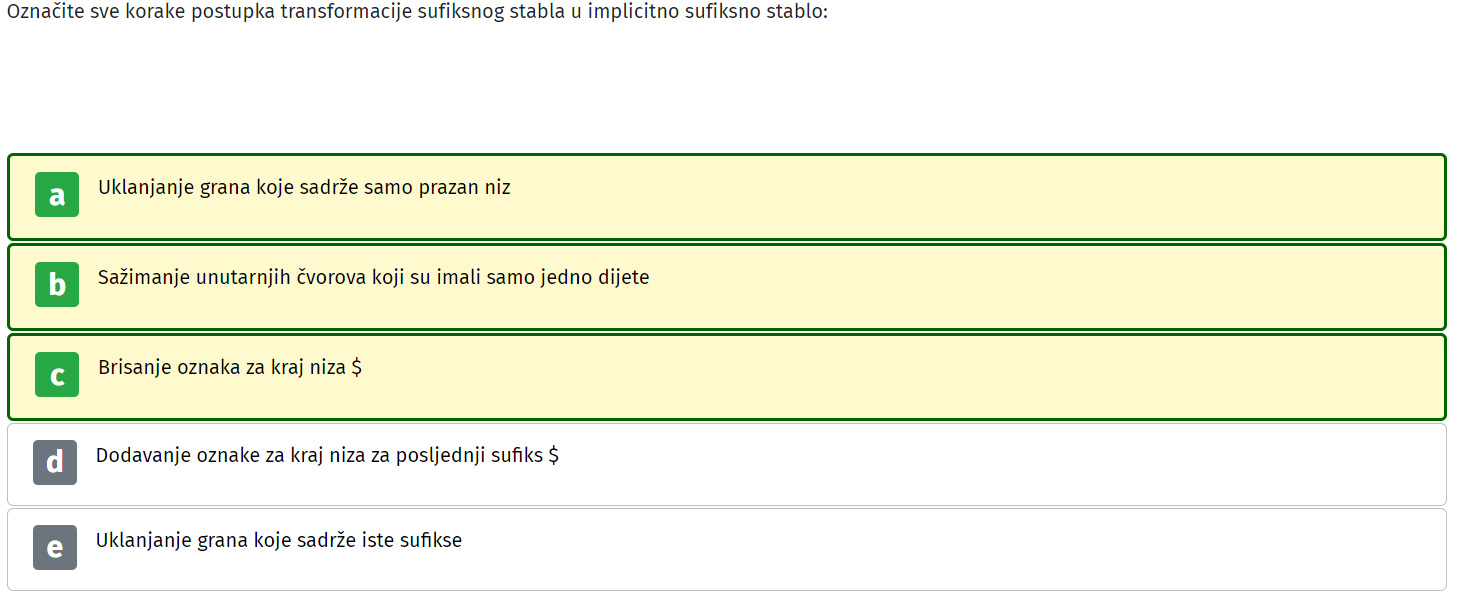 Označite sve korake postupka transformacije sufiksnog stabla u implicitno sufiksno stablo:
a Uklanjanje grana koje sadrže samo prazan niz
b Sažimanje unutarnjih čvorova koji su imali samo jedno dijete
c Brisanje oznaka za kraj niza $
d Dodavanje oznake za kraj niza za posljednji sufiks $
e Uklanjanje grana koje sadrže iste sufikse